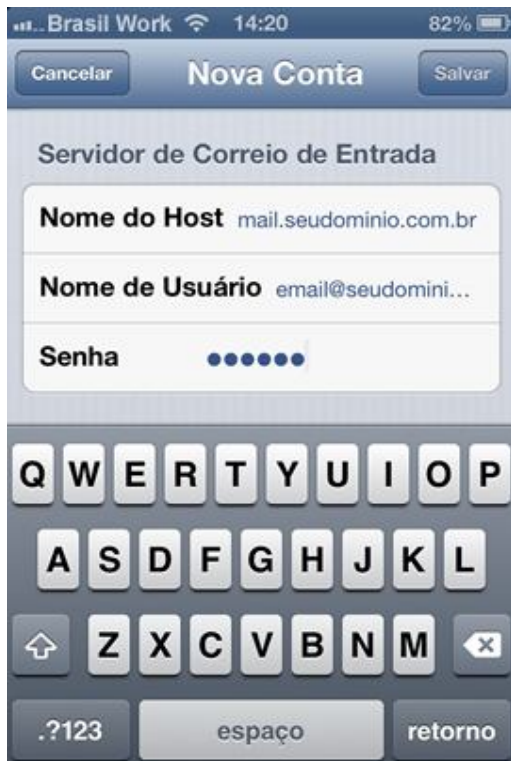 ...Brasil Work 14:20 82%
Cancelar Nova Conta Salvar
Servidor de Correio de Entrada
Nome do Host mail.seudominio.com.br
Nome de Usuário email@seudomini...
Senha ●●●●●●
Q W E R T Y U I O P
A S D F G H J K L
Z X C V B N M
.?123 espaço retorno